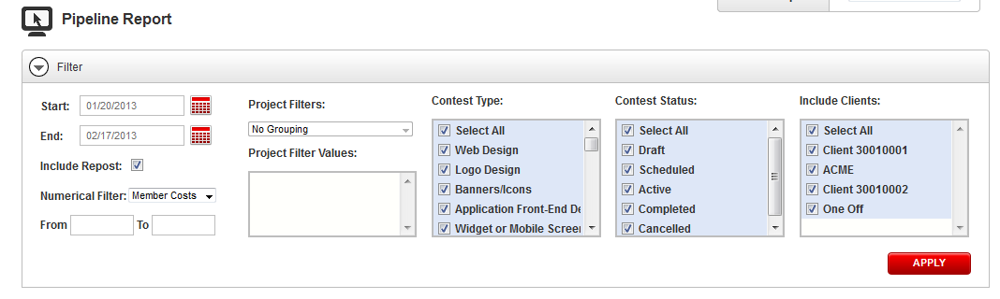 Pipeline Report
Filter
Start: 01/20/2013
End: 02/17/2013
Include Repost:
Numerical Filter: Member Costs
From To
Project Filters:
No Grouping
Project Filter Values:
Contest Type:
Select All
Web Design
Logo Design
Banners/Icons
Application Front-End De
Widget or Mobile Screen
Contest Status:
Select All
Draft
Scheduled
Active
Completed
Cancelled
Include Clients:
Select All
Client 30010001
ACME
Client 30010002
One Off
APPLY